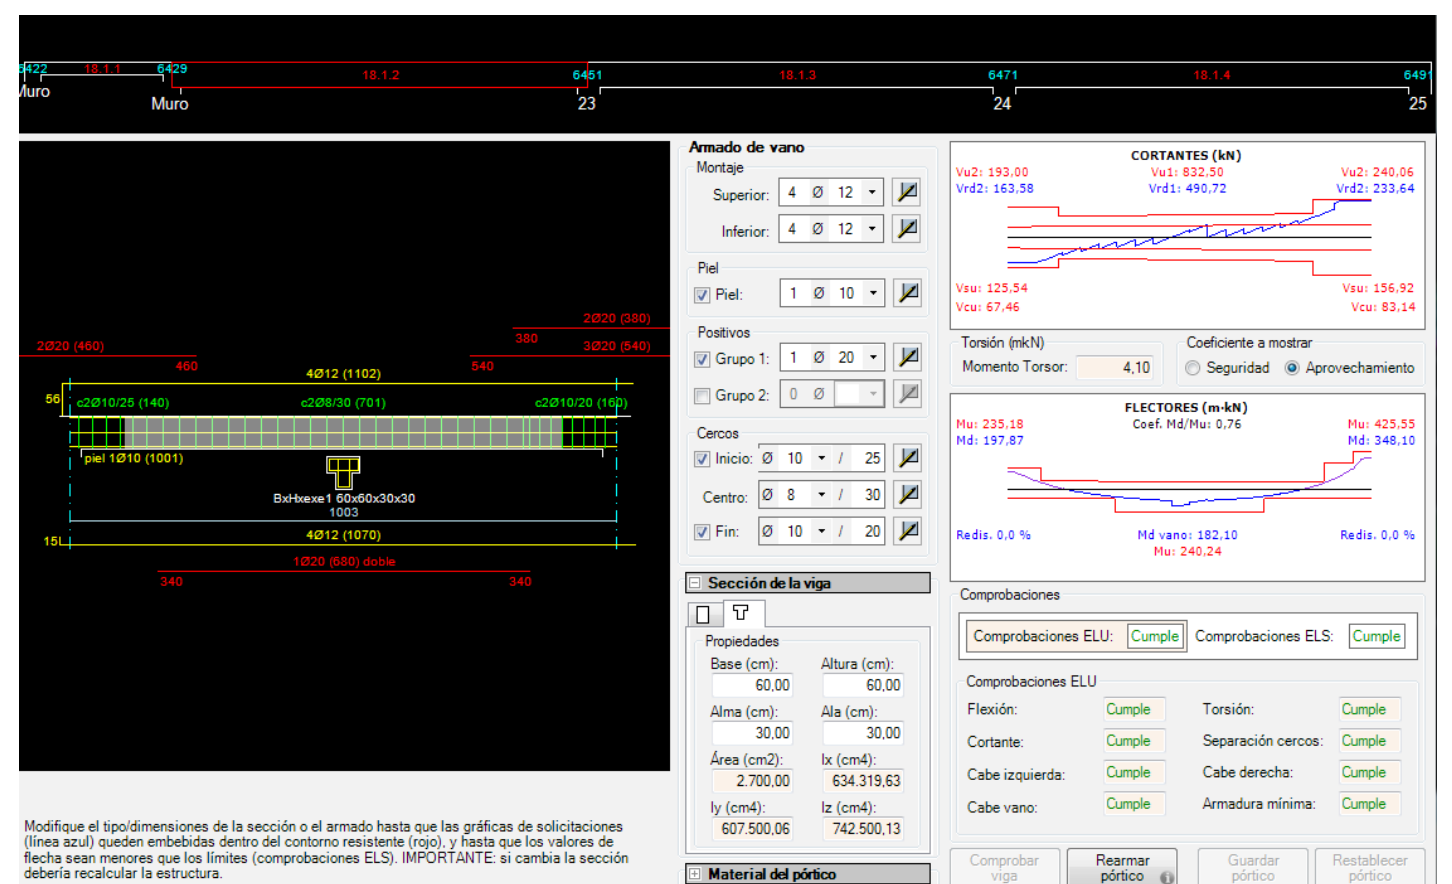 6422 18.1.1 6429 18.1.2 6451 18.1.3 6471 18.1.4 6491
Muro Muro 23 24 25
2Ø20 (380)
380 3Ø20 (540)
2Ø20 (460)
460 540
4Ø12 (1102)
56
c2Ø10/25 (140) c2Ø8/30 (701) c2Ø10/20 (160)
piel 1Ø10 (1001)
BxHxexe1 60x60x30x30
1003
4Ø12 (1070)
15
1Ø20 (680) doble
340 340
Modifique el tipo/dimensiones de la sección o el armado hasta que las gráficas de solicitaciones
(línea azul) queden embebidas dentro del contorno resistente (rojo), y hasta que los valores de
flecha sean menores que los límites (comprobaciones ELS). IMPORTANTE: si cambia la sección
debería recalcular la estructura.
Armado de vano
Montaje
Superior: 4 Ø 12
Inferior: 4 Ø 12
Piel
Piel: 1 Ø 10
Positivos
Grupo 1: 1 Ø 20
Grupo 2: 0 Ø
Cercos
Inicio: Ø 10 / 25
Centro: Ø 8 / 30
Fin: Ø 10 / 20
Sección de la viga
Propiedades
Base (cm): Altura (cm):
60,00 60,00
Alma (cm): Ala (cm):
30,00 30,00
Área (cm2): Ix (cm4):
2.700,00 634.319,63
Iy (cm4): Iz (cm4):
607.500,06 742.500,13
Material del pórtico
CORTANTES (kN)
Vu2: 193,00 Vu1: 832,50 Vu2: 240,06
Vrd2: 163,58 Vrd1: 490,72 Vrd2: 233,64
Vsu: 125,54 Vsu: 156,92
Vcu: 67,46 Vcu: 83,14
Torsión (mkN)
Momento Torsor: 4,10
Coeficiente a mostrar
Seguridad Aprovechamiento
FLECTORES (m·kN)
Mu: 235,18 Coef. Md/Mu: 0,76 Mu: 425,55
Md: 197,87 Md: 348,10
Redis. 0,0 % Md vano: 182,10 Redis. 0,0 %
Mu: 240,24
Comprobaciones
Comprobaciones ELU: Cumple Comprobaciones ELS: Cumple
Comprobaciones ELU
Flexión: Cumple Torsión: Cumple
Cortante: Cumple Separación cercos: Cumple
Cabe izquierda: Cumple Cabe derecha: Cumple
Cabe vano: Cumple Armadura mínima: Cumple
Comprobar viga
Rearmar pórtico
Guardar pórtico
Restablecer pórtico